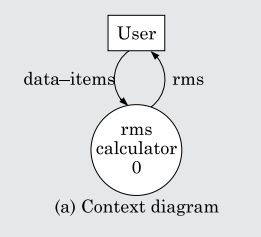 User
data–items
rms
rms
calculator
0
(a) Context diagram